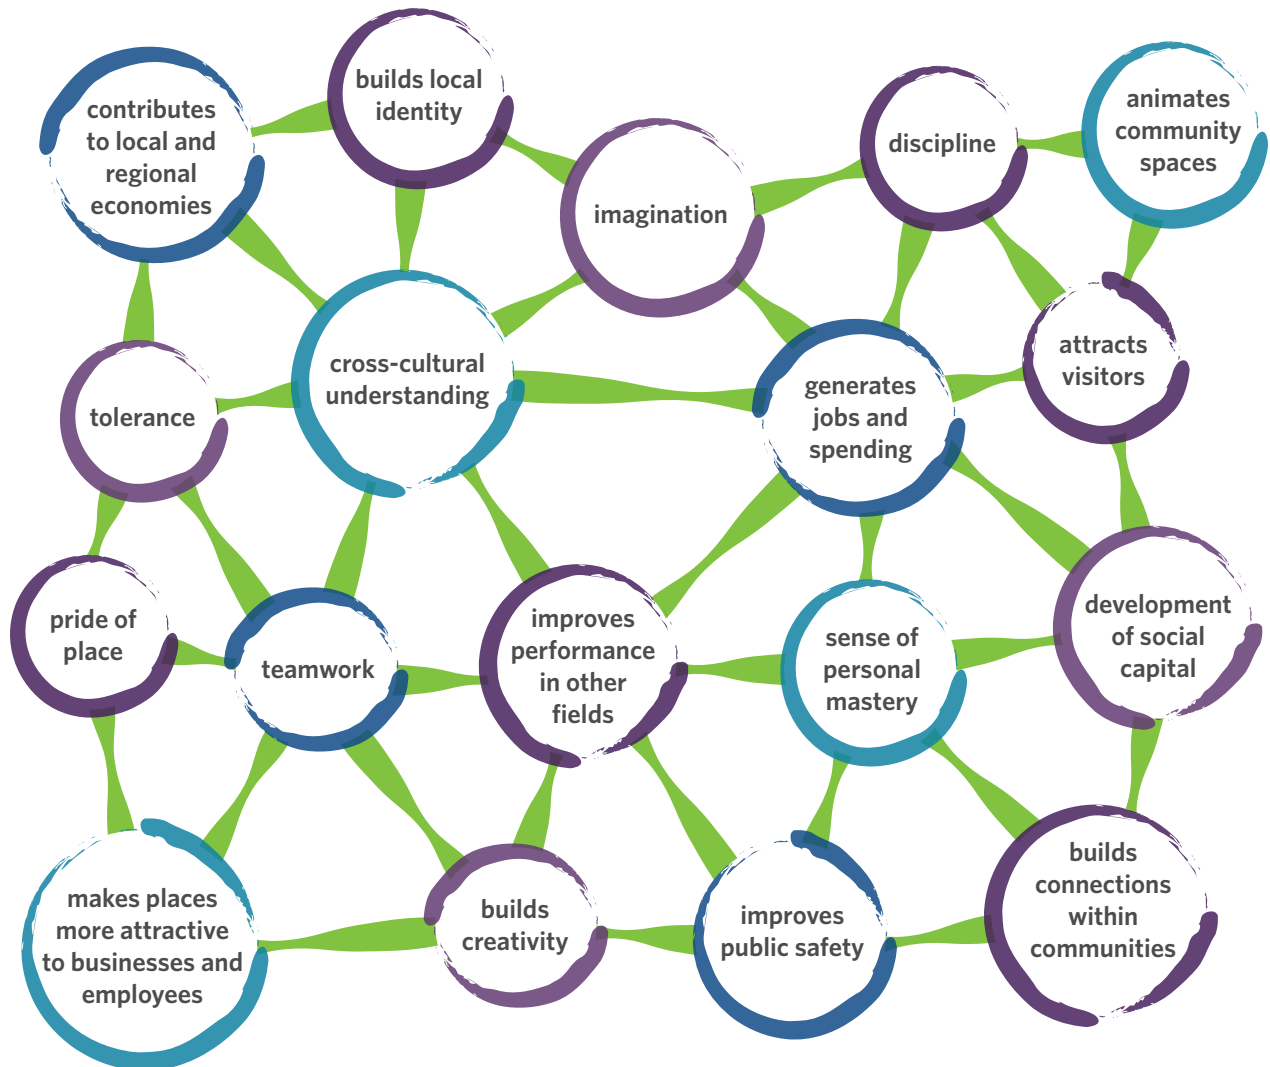 contributes
to local and
regional
economies
builds local
identity
imagination
discipline
animates
community
spaces
cross-cultural
understanding
tolerance
generates
jobs and
spending
attracts
visitors
pride of
place
teamwork
improves
performance
in other
fields
sense of
personal
mastery
development
of social
capital
makes places
more attractive
to businesses and
employees
builds
creativity
improves
public safety
builds
connections
within
communities